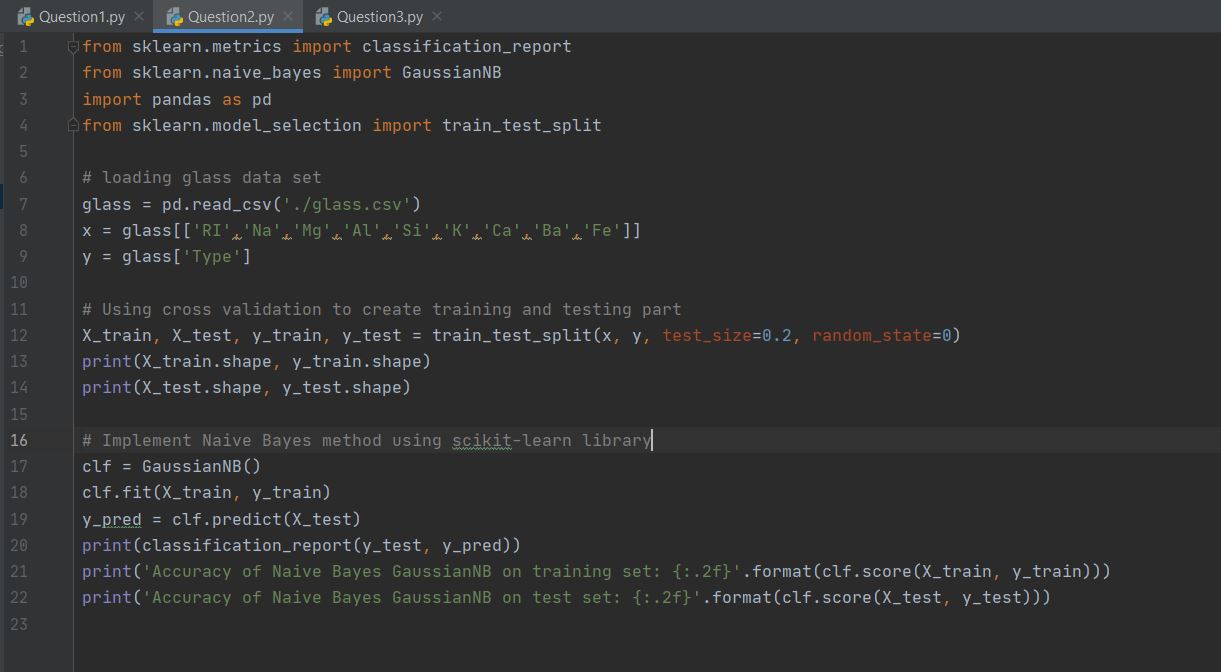 Question1.py Question2.py Question3.py
1 from sklearn.metrics import classification_report
2 from sklearn.naive_bayes import GaussianNB
3 import pandas as pd
4 from sklearn.model_selection import train_test_split
5
6 # loading glass data set
7 glass = pd.read_csv('./glass.csv')
8 x = glass[['RI','Na','Mg','Al','Si','K','Ca','Ba','Fe']]
9 y = glass['Type']
10
11 # Using cross validation to create training and testing part
12 X_train, X_test, y_train, y_test = train_test_split(x, y, test_size=0.2, random_state=0)
13 print(X_train.shape, y_train.shape)
14 print(X_test.shape, y_test.shape)
15
16 # Implement Naive Bayes method using scikit-learn library
17 clf = GaussianNB()
18 clf.fit(X_train, y_train)
19 y_pred = clf.predict(X_test)
20 print(classification_report(y_test, y_pred))
21 print('Accuracy of Naive Bayes GaussianNB on training set: {:.2f}'.format(clf.score(X_train, y_train)))
22 print('Accuracy of Naive Bayes GaussianNB on test set: {:.2f}'.format(clf.score(X_test, y_test)))
23